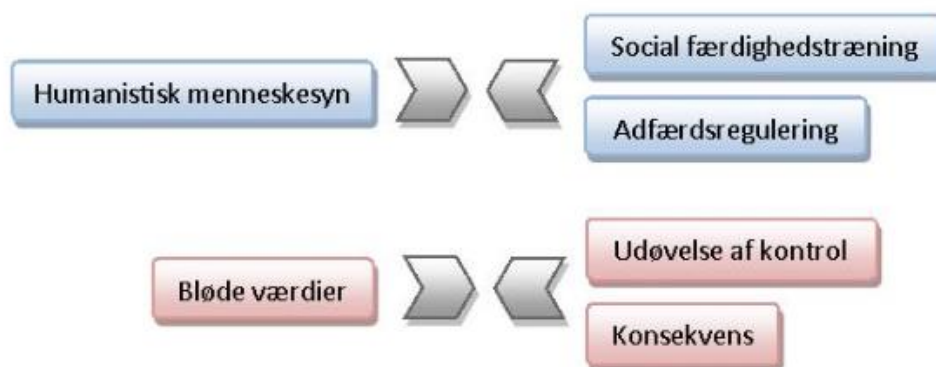 Humanistisk menneskesyn
Social færdighedstræning
Adfærdsregulering
Bløde værdier
Udøvelse af kontrol
Konsekvens